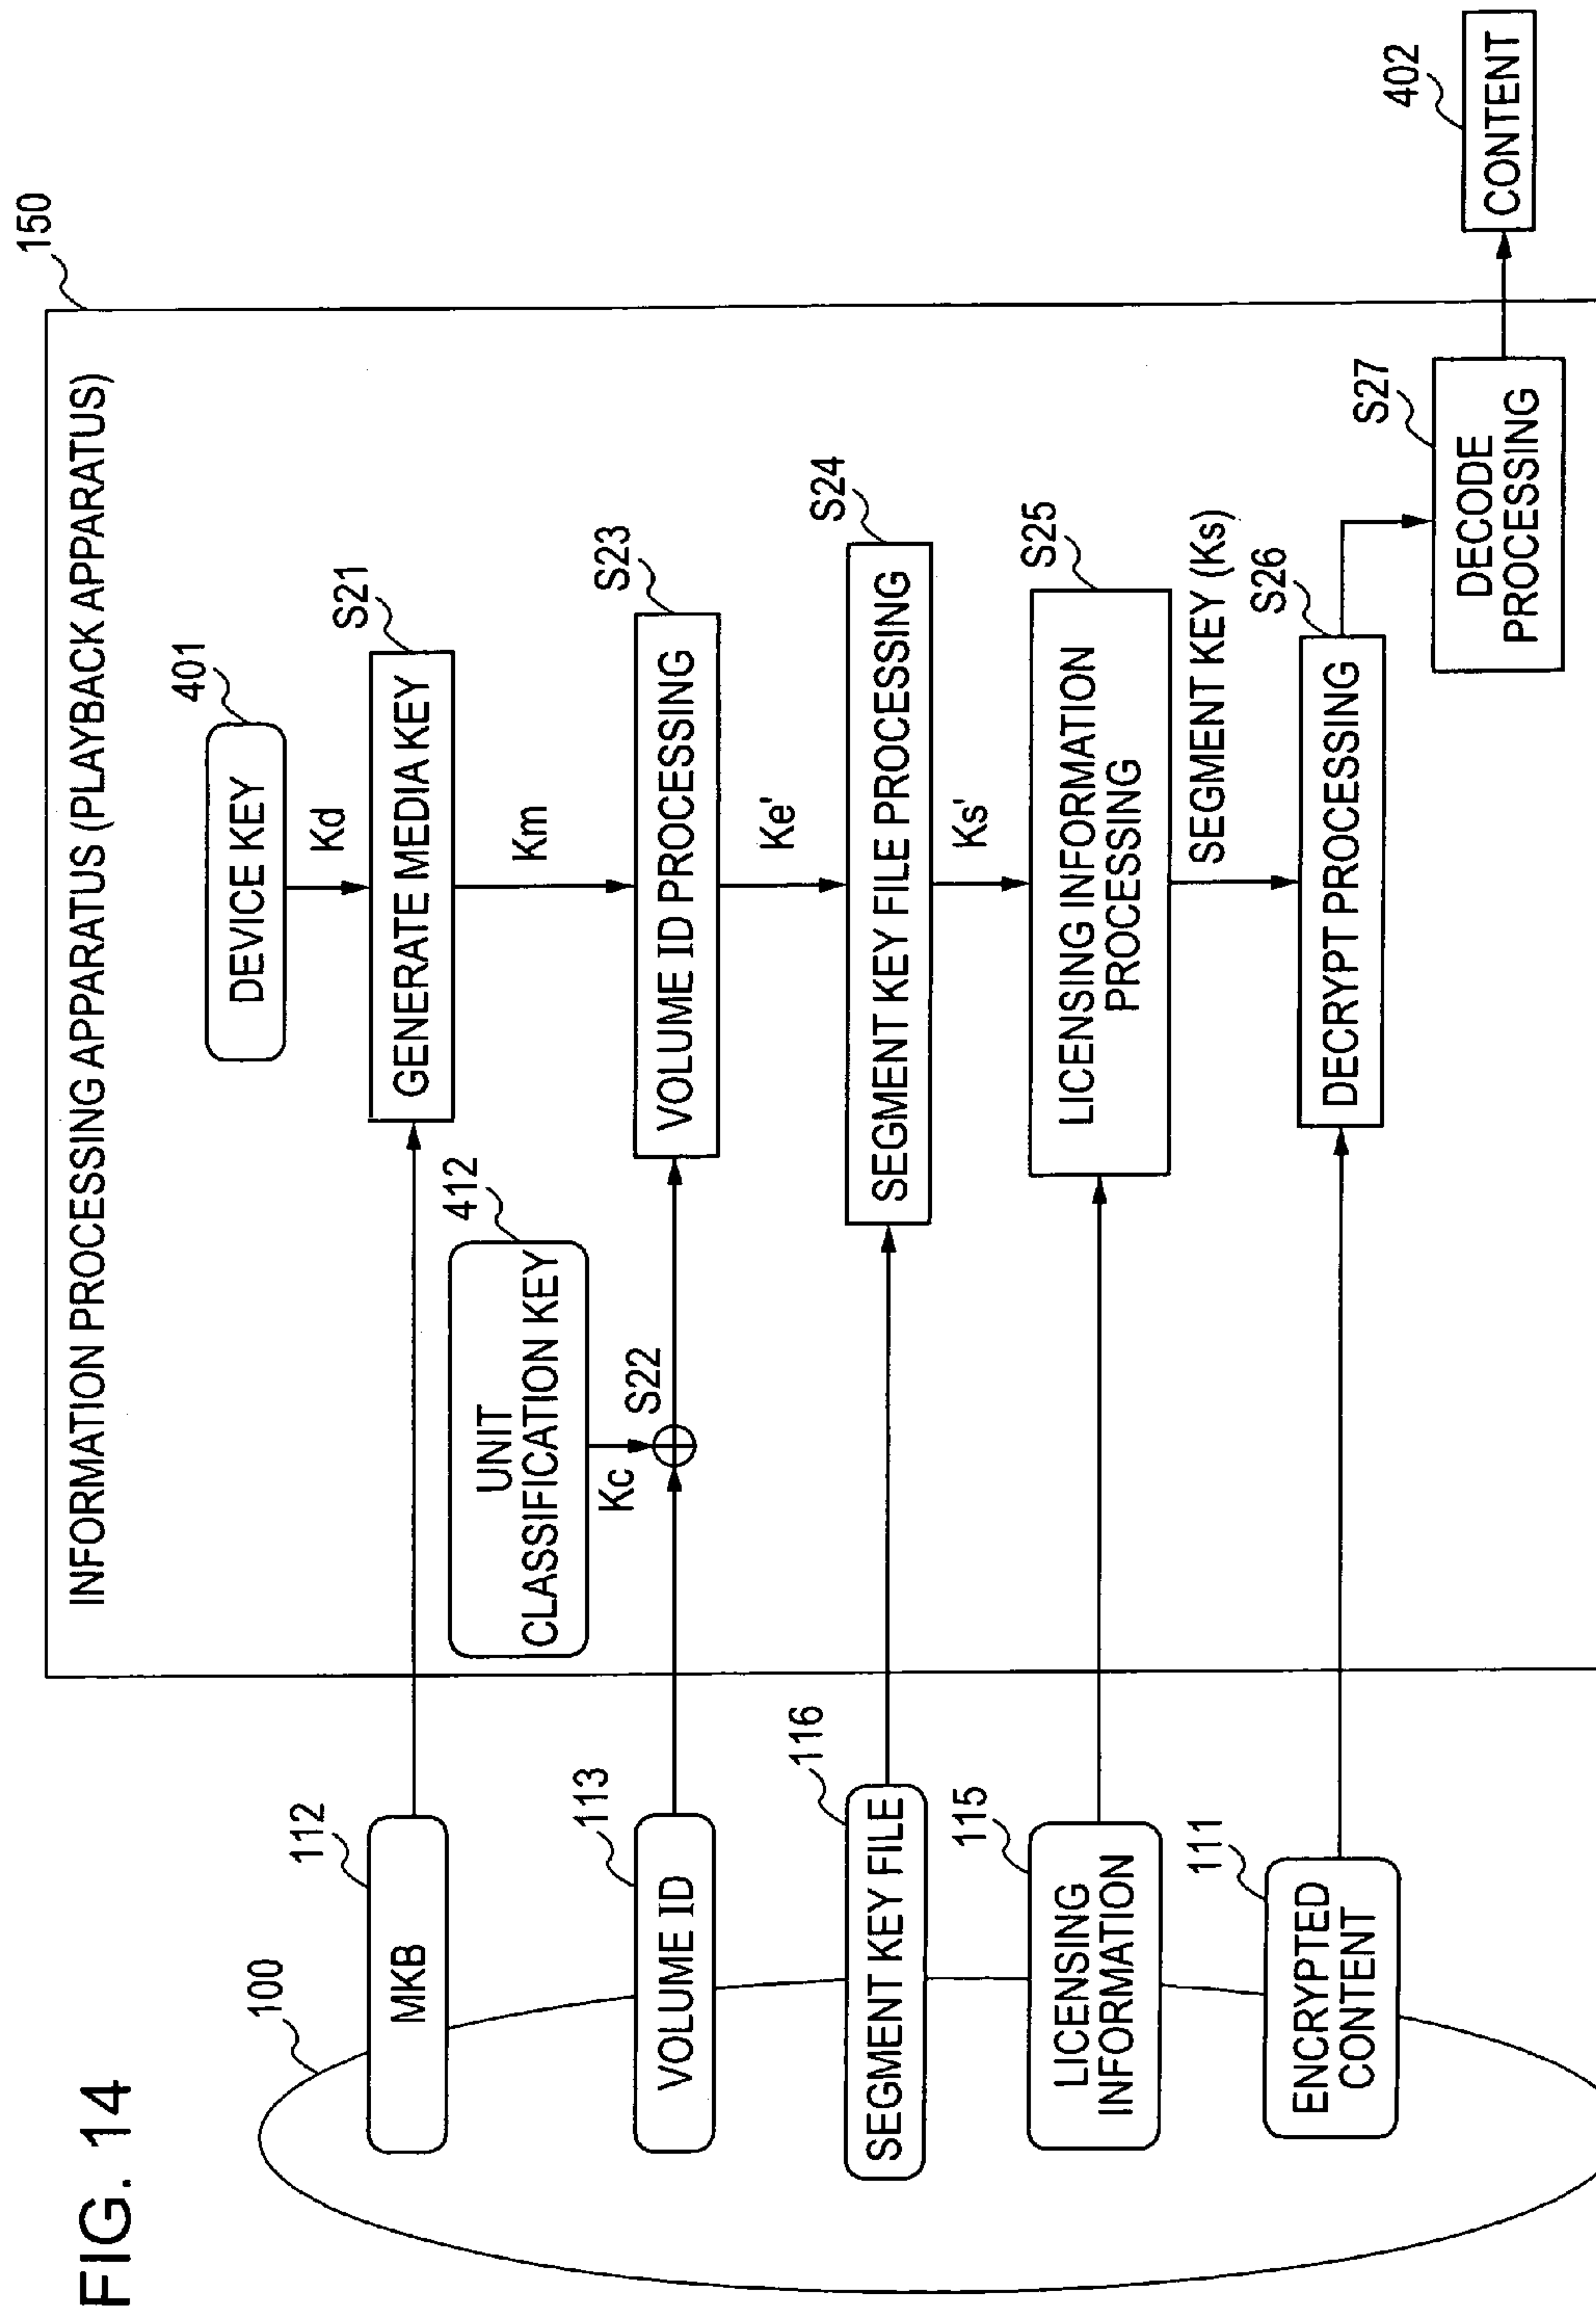 FIG. 14
100
112
MKB
113
VOLUME ID
116
SEGMENT KEY FILE
115
LICENSING
INFORMATION
111
ENCRYPTED
CONTENT
150
INFORMATION PROCESSING APPARATUS (PLAYBACK APPARATUS)
401
DEVICE KEY
Kd
S21
GENERATE MEDIA KEY
Km
412
UNIT
CLASSIFICATION KEY
Kc
S22
S23
VOLUME ID PROCESSING
Ke'
S24
SEGMENT KEY FILE PROCESSING
Ks'
S25
LICENSING INFORMATION
PROCESSING
SEGMENT KEY (Ks)
S26
DECRYPT PROCESSING
S27
DECODE
PROCESSING
402
CONTENT